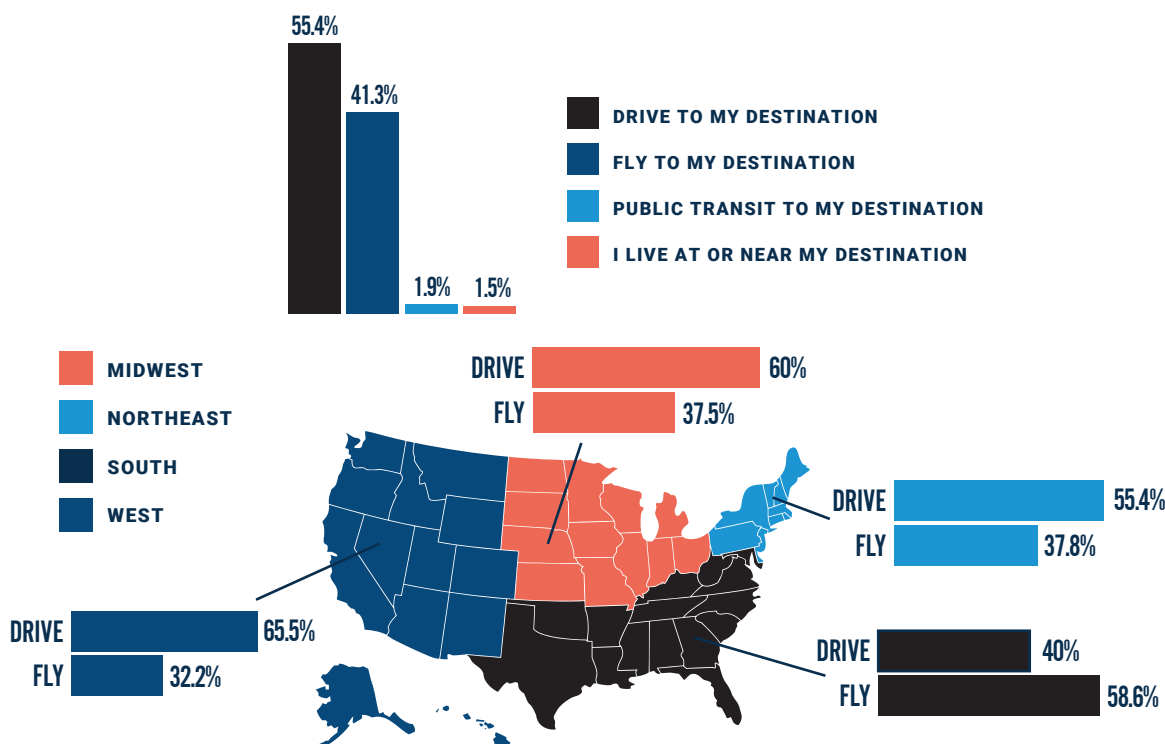 55.4%
41.3%
1.9%
1.5%
DRIVE TO MY DESTINATION
FLY TO MY DESTINATION
PUBLIC TRANSIT TO MY DESTINATION
I LIVE AT OR NEAR MY DESTINATION
MIDWEST
NORTHEAST
SOUTH
WEST
DRIVE 60%
FLY 37.5%
DRIVE 55.4%
FLY 37.8%
DRIVE 65.5%
FLY 32.2%
DRIVE 40%
FLY 58.6%